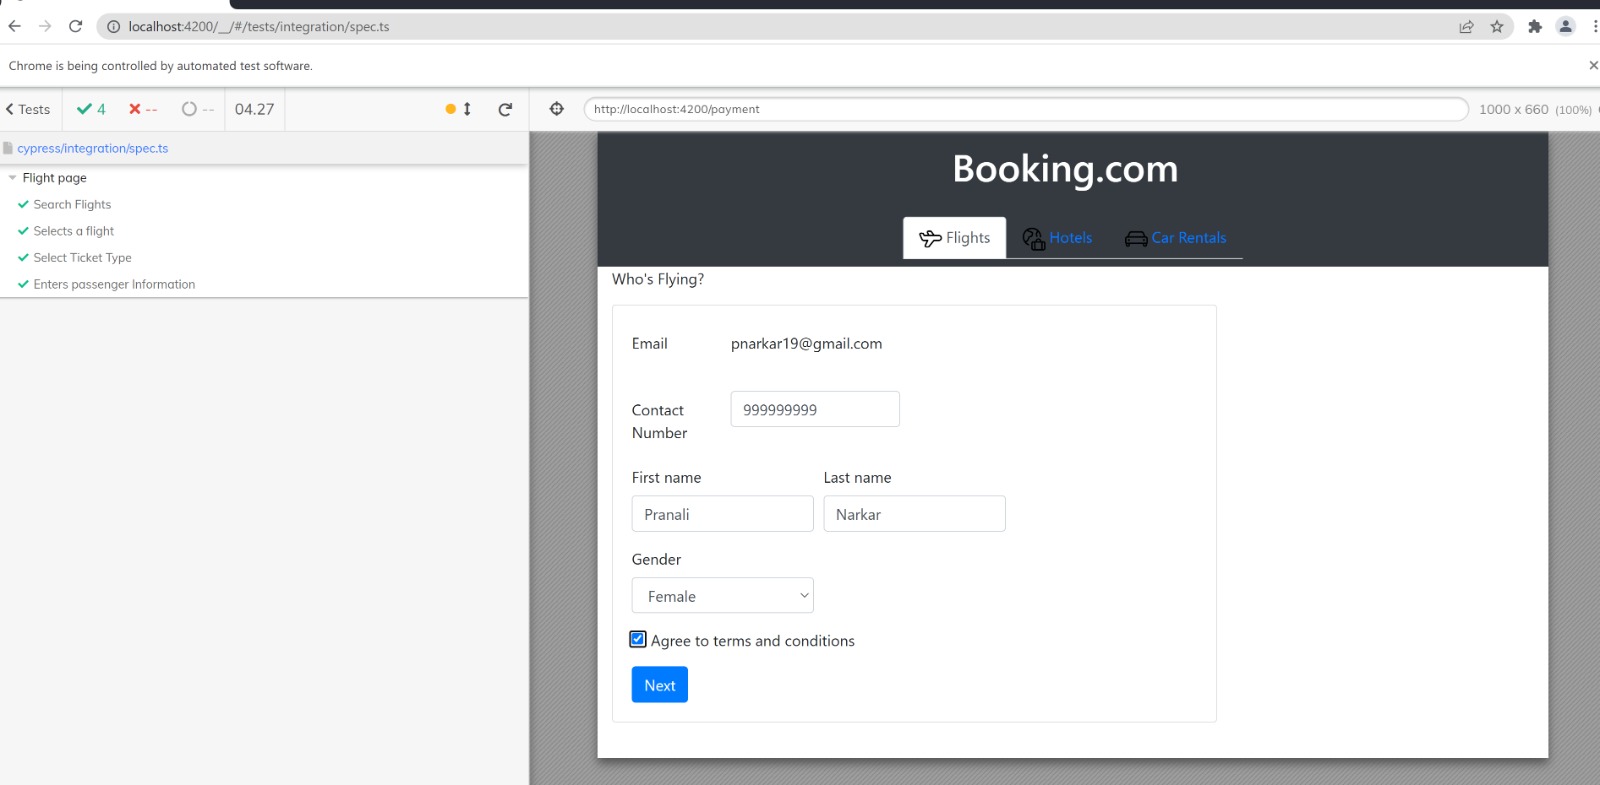 localhost:4200/__/#/tests/integration/spec.ts
Chrome is being controlled by automated test software.
Tests 4 -- -- 04.27
http://localhost:4200/payment 1000 x 660 (100%)
cypress/integration/spec.ts
Flight page
Search Flights
Selects a flight
Select Ticket Type
Enters passenger Information
Booking.com
Flights Hotels Car Rentals
Who's Flying?
Email pnarkar19@gmail.com
Contact Number 999999999
First name Last name
Pranali Narkar
Gender
Female
Agree to terms and conditions
Next